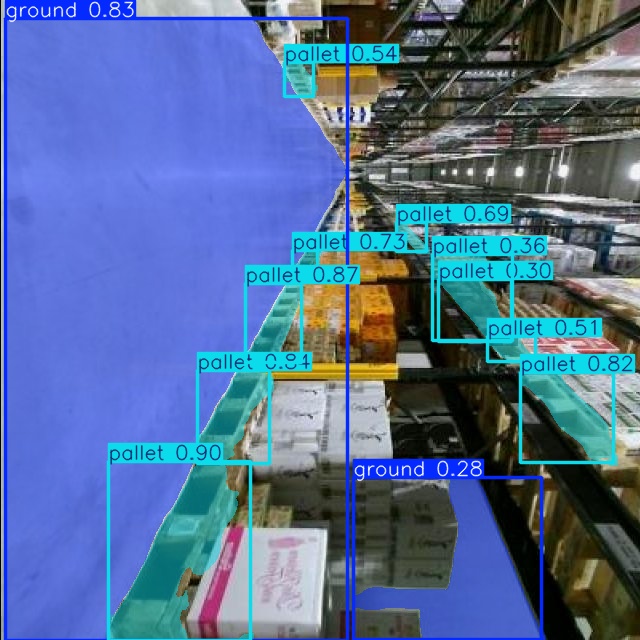 ground 0.83
pallet 0.54
pallet 0.69
pallet 0.73
pallet 0.36
pallet 0.87
pallet 0.30
pallet 0.51
pallet 0.84
pallet 0.82
pallet 0.90
ground 0.28